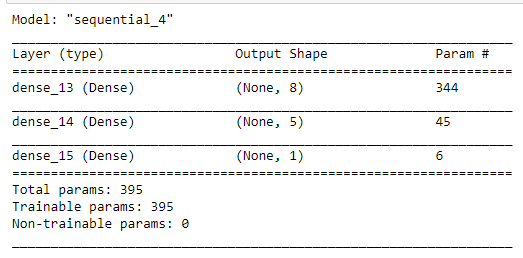 Model: "sequential_4"
Layer (type) Output Shape Param #
dense_13 (Dense) (None, 8) 344
dense_14 (Dense) (None, 5) 45
dense_15 (Dense) (None, 1) 6
Total params: 395
Trainable params: 395
Non-trainable params: 0